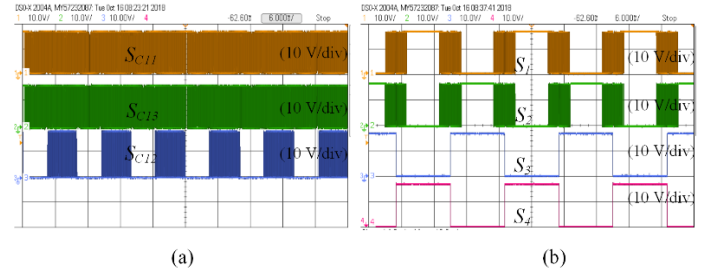 DSO-X 2004A, MY57232087: Tue Oct 16 08:23:21 2018
1 10.0V/ 2 10.0V/ 3 10.00V/ 4 -62.60% 6.000%/ Stop
SC11 (10 V/div)
SC13 (10 V/div)
SC12 (10 V/div)
(a)
DSO-X 2004A, MY57232087: Tue Oct 16 08:37:41 2018
1 10.0V/ 2 10.0V/ 3 10.0V/ 4 10.0V/ -62.60% 6.000%/ Stop
S1 (10 V/div)
S2 (10 V/div)
S3 (10 V/div)
S4 (10 V/div)
(b)